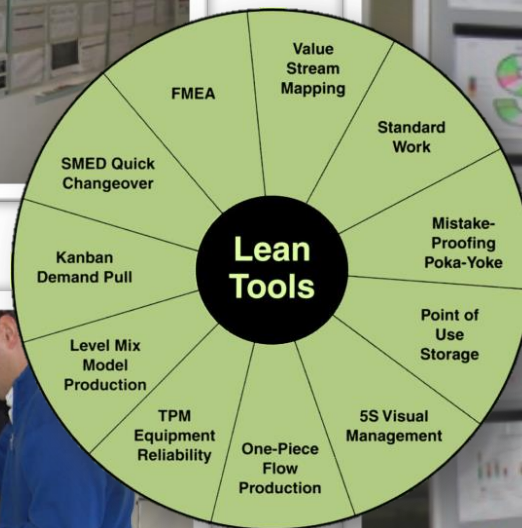 Lean
Tools
Value
Stream
Mapping
Standard
Work
Mistake-
Proofing
Poka-Yoke
Point of
Use
Storage
5S Visual
Management
One-Piece
Flow
Production
TPM
Equipment
Reliability
Level Mix
Model
Production
Kanban
Demand Pull
SMED Quick
Changeover
FMEA